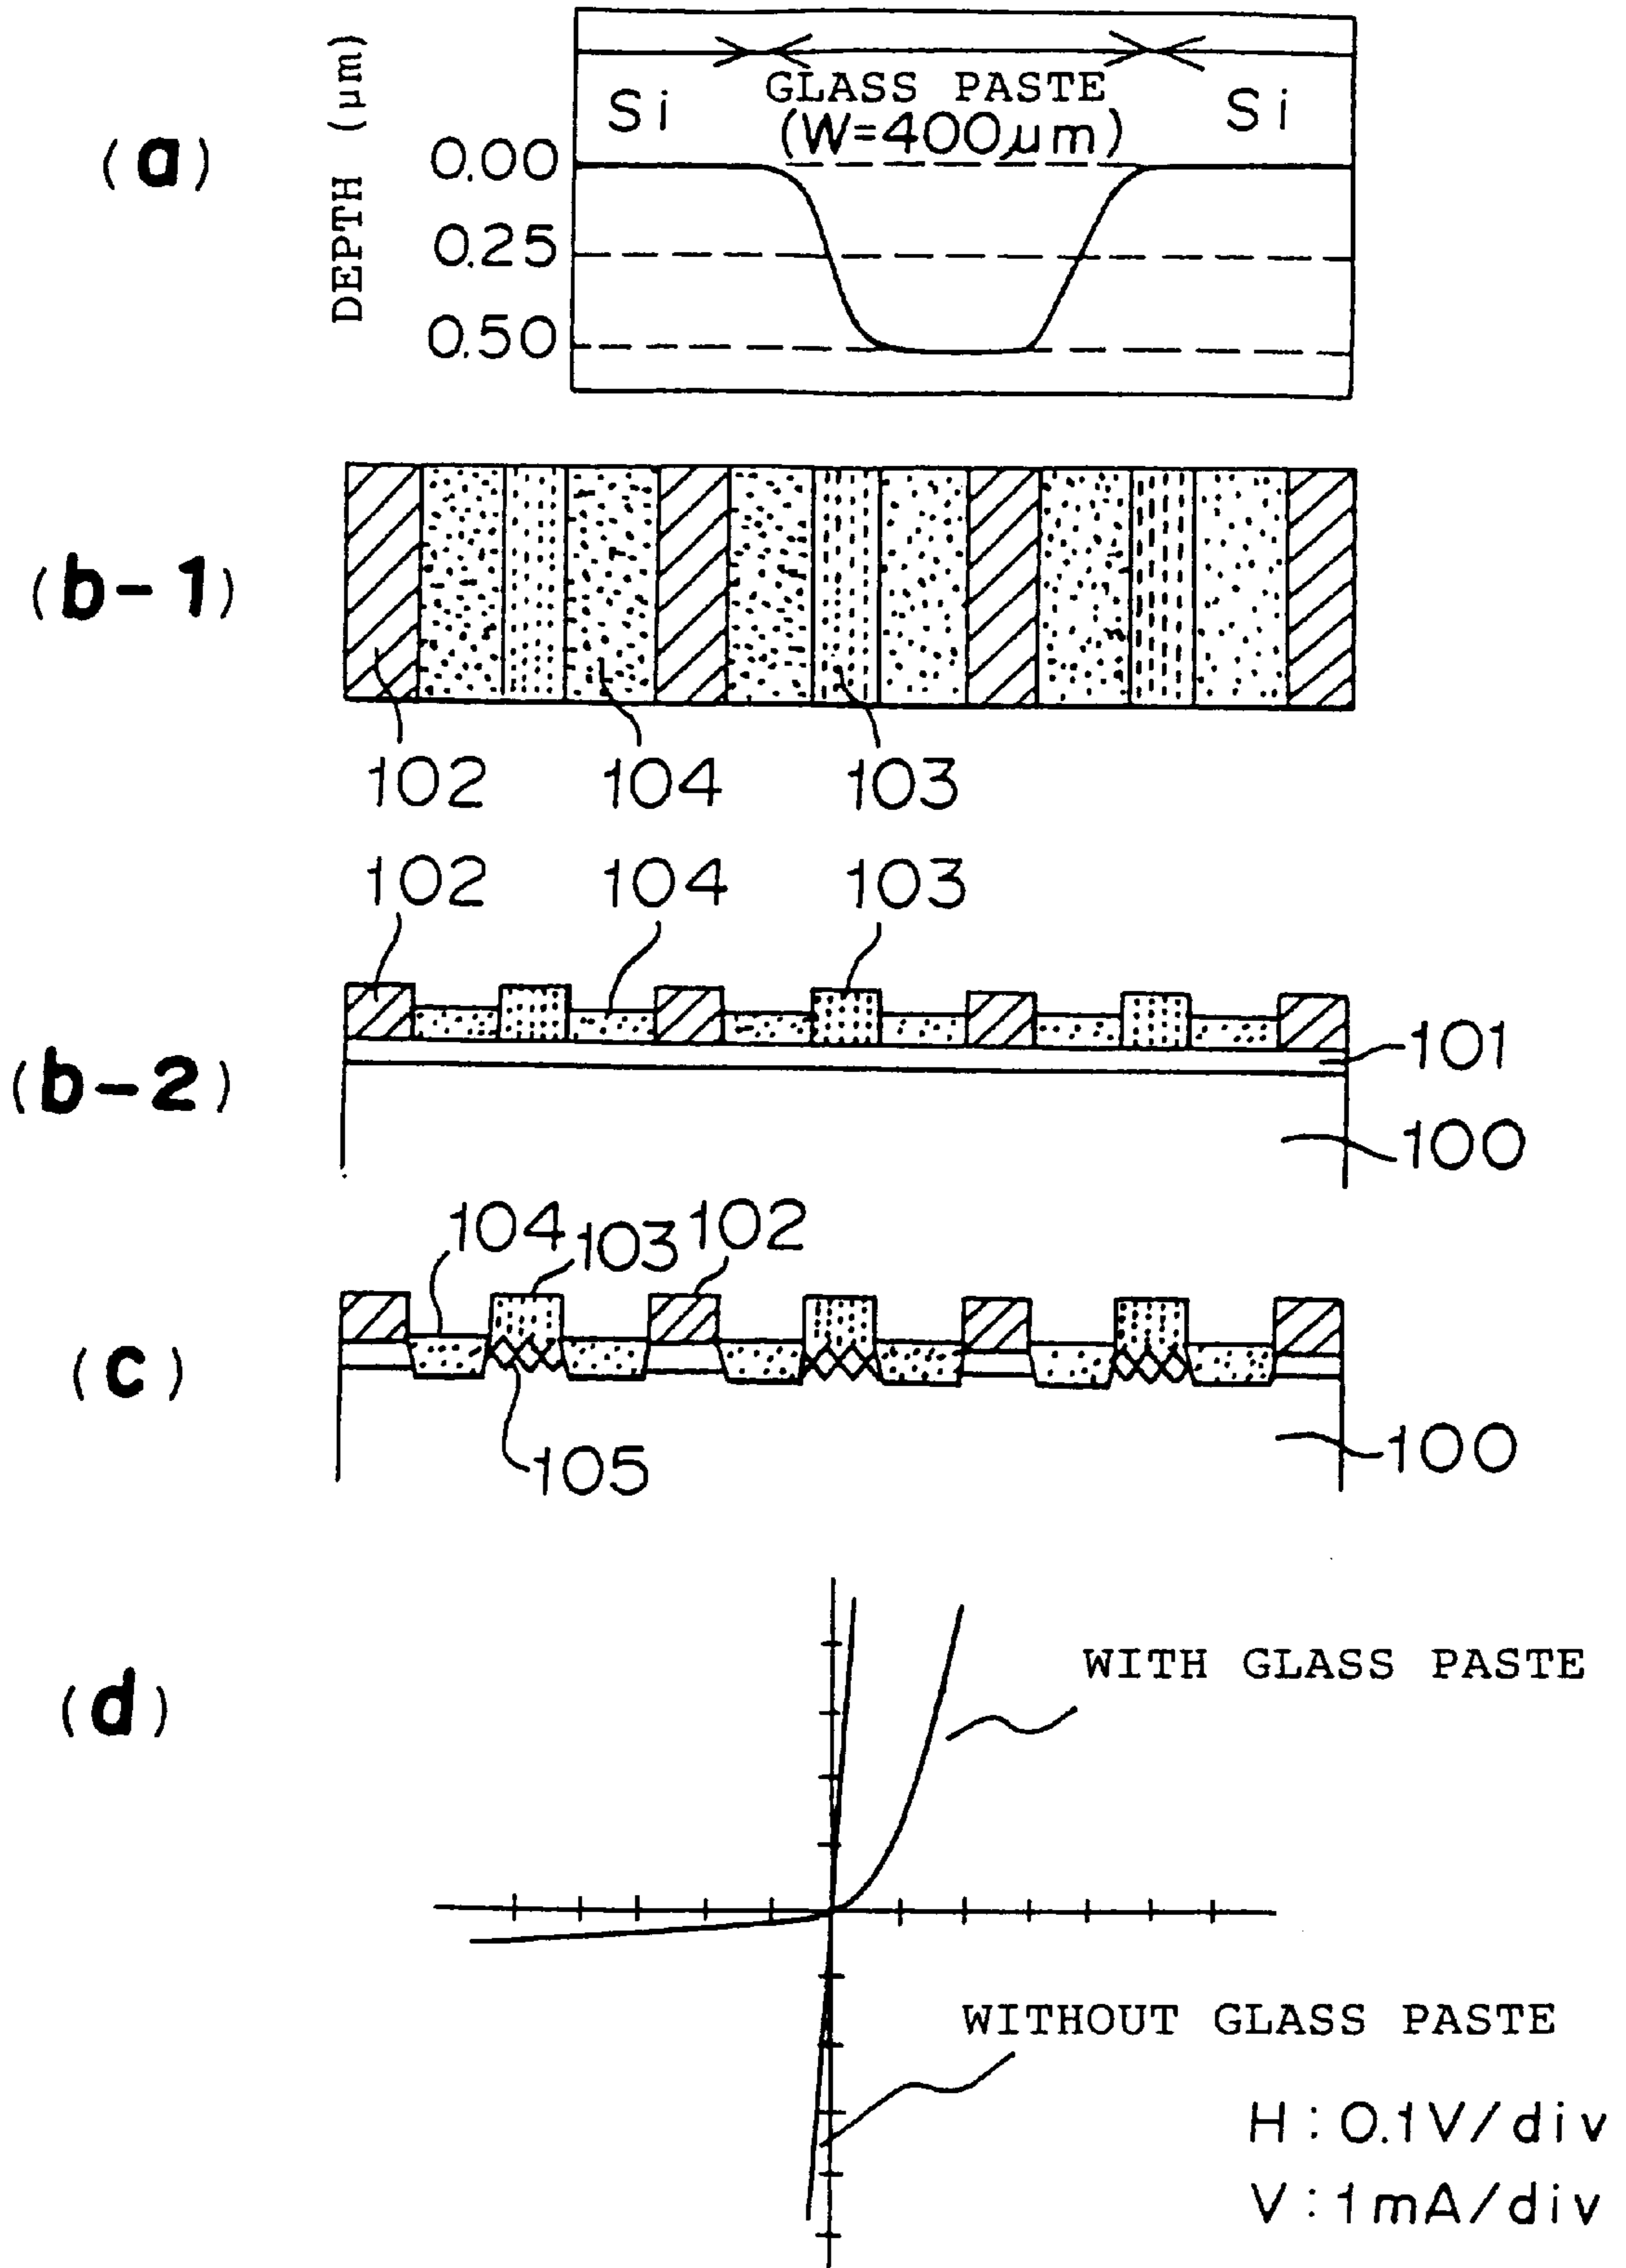 (a)
DEPTH (μm)
Si
GLASS PASTE
(W=400μm)
Si
0.00
0.25
0.50
(b-1)
102
104
103
102
104
103
(b-2)
101
100
104
103
102
(c)
105
100
(d)
WITH GLASS PASTE
WITHOUT GLASS PASTE
H : 0.1V/div
V : 1mA/div